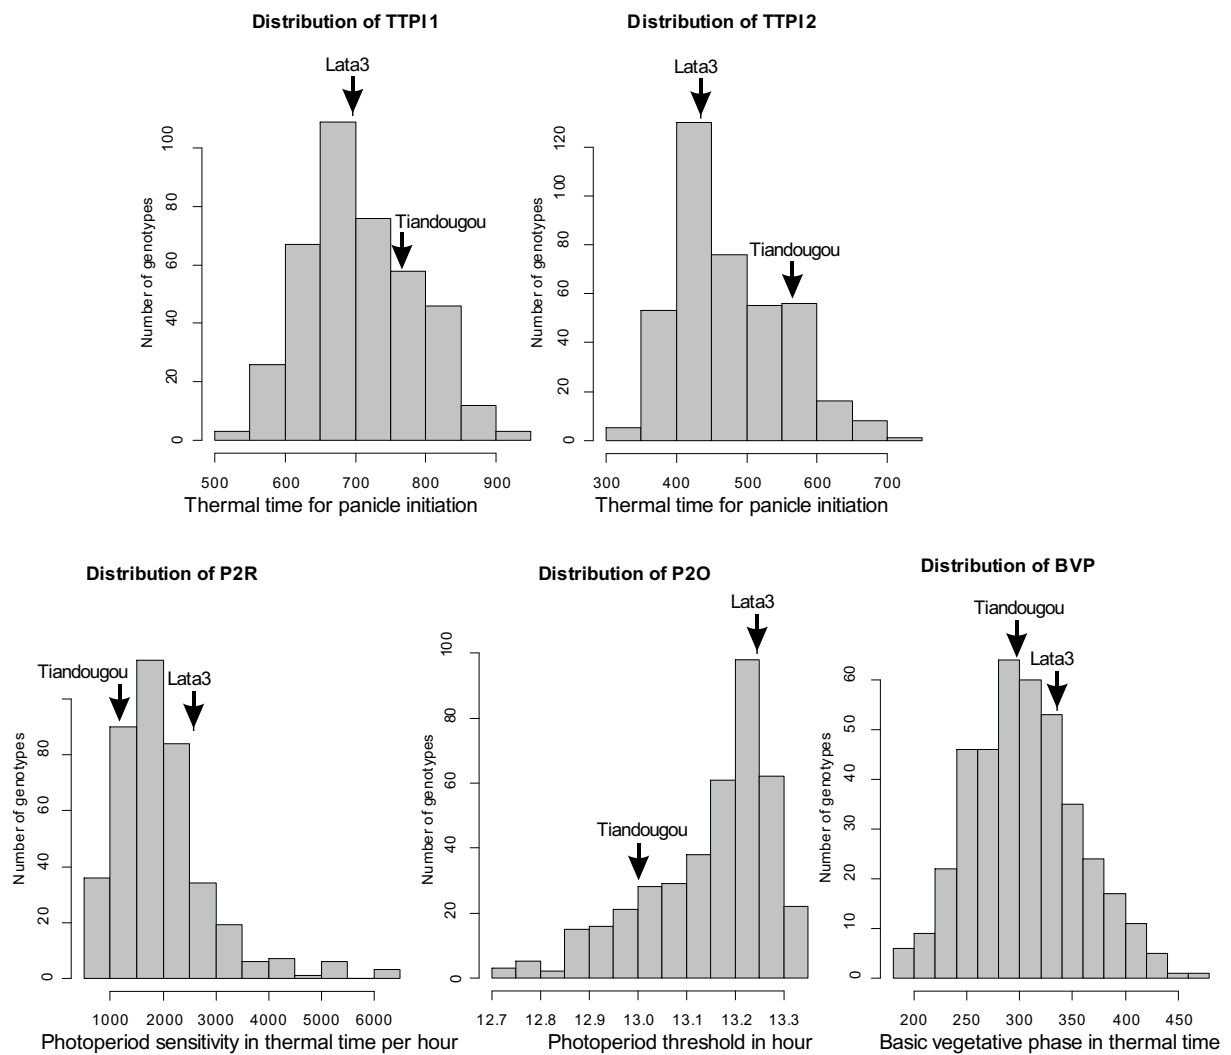 Distribution of TTPI1
Lata3
Tiandougou
Number of genotypes
0 20 40 60 80 100
500 600 700 800 900
Thermal time for panicle initiation
Distribution of TTPI2
Lata3
Tiandougou
Number of genotypes
0 20 40 60 80 100 120
300 400 500 600 700
Thermal time for panicle initiation
Distribution of P2R
Tiandougou
Lata3
Number of genotypes
0 20 40 60 80
1000 2000 3000 4000 5000 6000
Photoperiod sensitivity in thermal time per hour
Distribution of P2O
Lata3
Tiandougou
Number of genotypes
0 20 40 60 80 100
12.7 12.8 12.9 13.0 13.1 13.2 13.3
Photoperiod threshold in hour
Distribution of BVP
Tiandougou
Lata3
Number of genotypes
0 10 20 30 40 50 60
200 250 300 350 400 450
Basic vegetative phase in thermal time